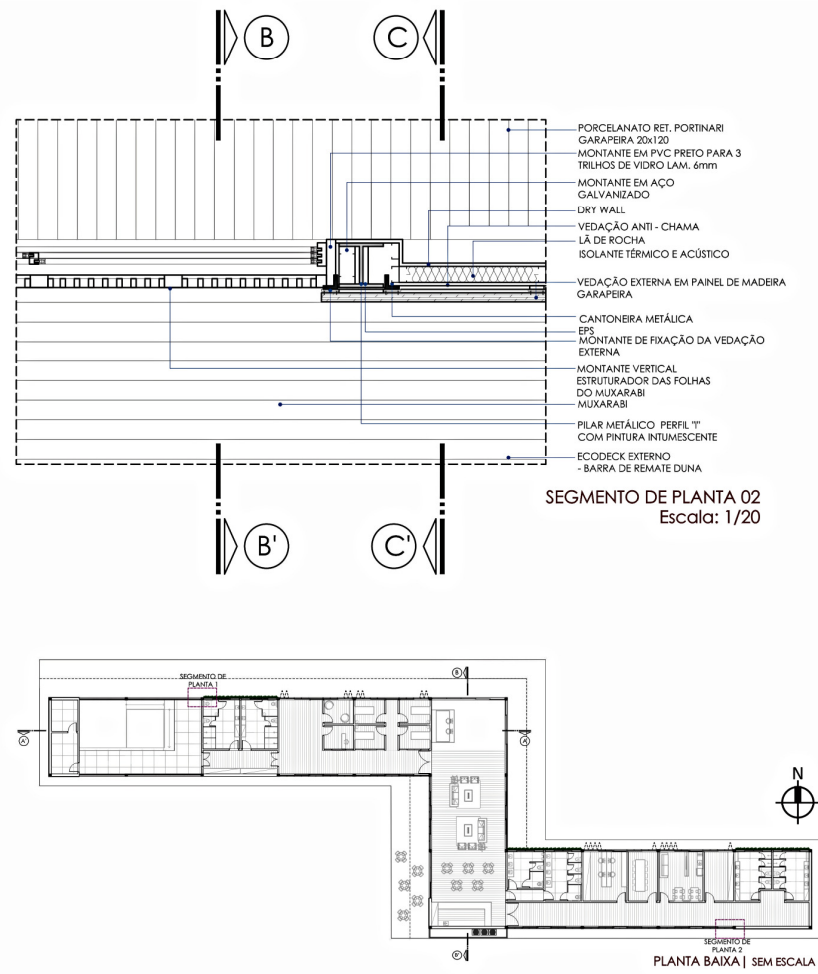 B
C
PORCELANATO RET. PORTINARI
GARAPEIRA 20x120
MONTANTE EM PVC PRETO PARA 3
TRILHOS DE VIDRO LAM. 6mm
MONTANTE EM AÇO
GALVANIZADO
DRY WALL
VEDAÇÃO ANTI - CHAMA
LÃ DE ROCHA
ISOLANTE TÉRMICO E ACÚSTICO
VEDAÇÃO EXTERNA EM PAINEL DE MADEIRA
GARAPEIRA
CANTONEIRA METÁLICA
EPS
MONTANTE DE FIXAÇÃO DA VEDAÇÃO
EXTERNA
MONTANTE VERTICAL
ESTRUTURADOR DAS FOLHAS
DO MUXARABI
MUXARABI
PILAR METÁLICO PERFIL "I"
COM PINTURA INTUMESCENTE
ECODECK EXTERNO
- BARRA DE REMATE DUNA
SEGMENTO DE PLANTA 02
Escala: 1/20
B'
C'
SEGMENTO DE
PLANTA 1
B
A'
A
N
SEGMENTO DE
PLANTA 2
B'
PLANTA BAIXA | SEM ESCALA